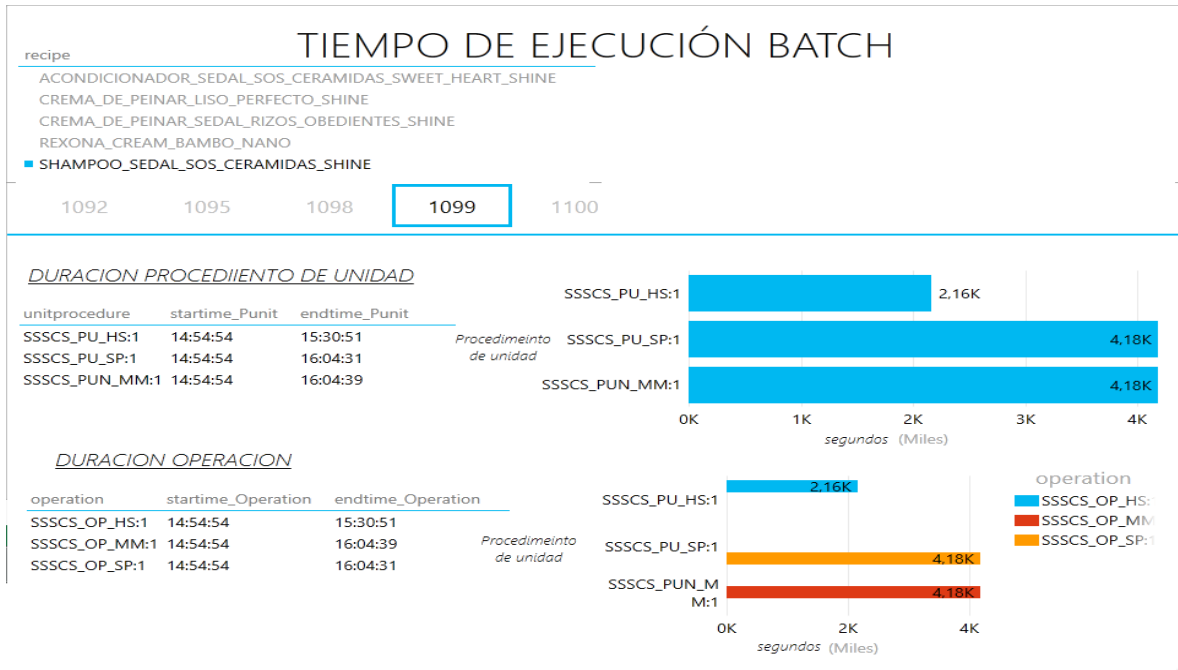 TIEMPO DE EJECUCIÓN BATCH
recipe
ACONDICIONADOR_SEDAL_SOS_CERAMIDAS_SWEET_HEART_SHINE
CREMA_DE_PEINAR_LISO_PERFECTO_SHINE
CREMA_DE_PEINAR_SEDAL_RIZOS_OBEDIENTES_SHINE
REXONA_CREAM_BAMBO_NANO
SHAMPOO_SEDAL_SOS_CERAMIDAS_SHINE
1092 1095 1098 1099 1100
DURACION PROCEDIIENTO DE UNIDAD
unitprocedure startime_Punit endtime_Punit
SSSCS_PU_HS:1 14:54:54 15:30:51
SSSCS_PU_SP:1 14:54:54 16:04:31
SSSCS_PUN_MM:1 14:54:54 16:04:39
Procedimeinto
de unidad
SSSCS_PU_HS:1 2,16K
SSSCS_PU_SP:1 4,18K
SSSCS_PUN_MM:1 4,18K
0K 1K 2K 3K 4K
segundos (Miles)
DURACION OPERACION
operation startime_Operation endtime_Operation
SSSCS_OP_HS:1 14:54:54 15:30:51
SSSCS_OP_MM:1 14:54:54 16:04:39
SSSCS_OP_SP:1 14:54:54 16:04:31
Procedimeinto
de unidad
SSSCS_PU_HS:1 2,16K
SSSCS_PU_SP:1 4,18K
SSSCS_PUN_M
M:1 4,18K
0K 2K 4K
segundos (Miles)
operation
SSSCS_OP_HS:
SSSCS_OP_MM
SSSCS_OP_SP:1